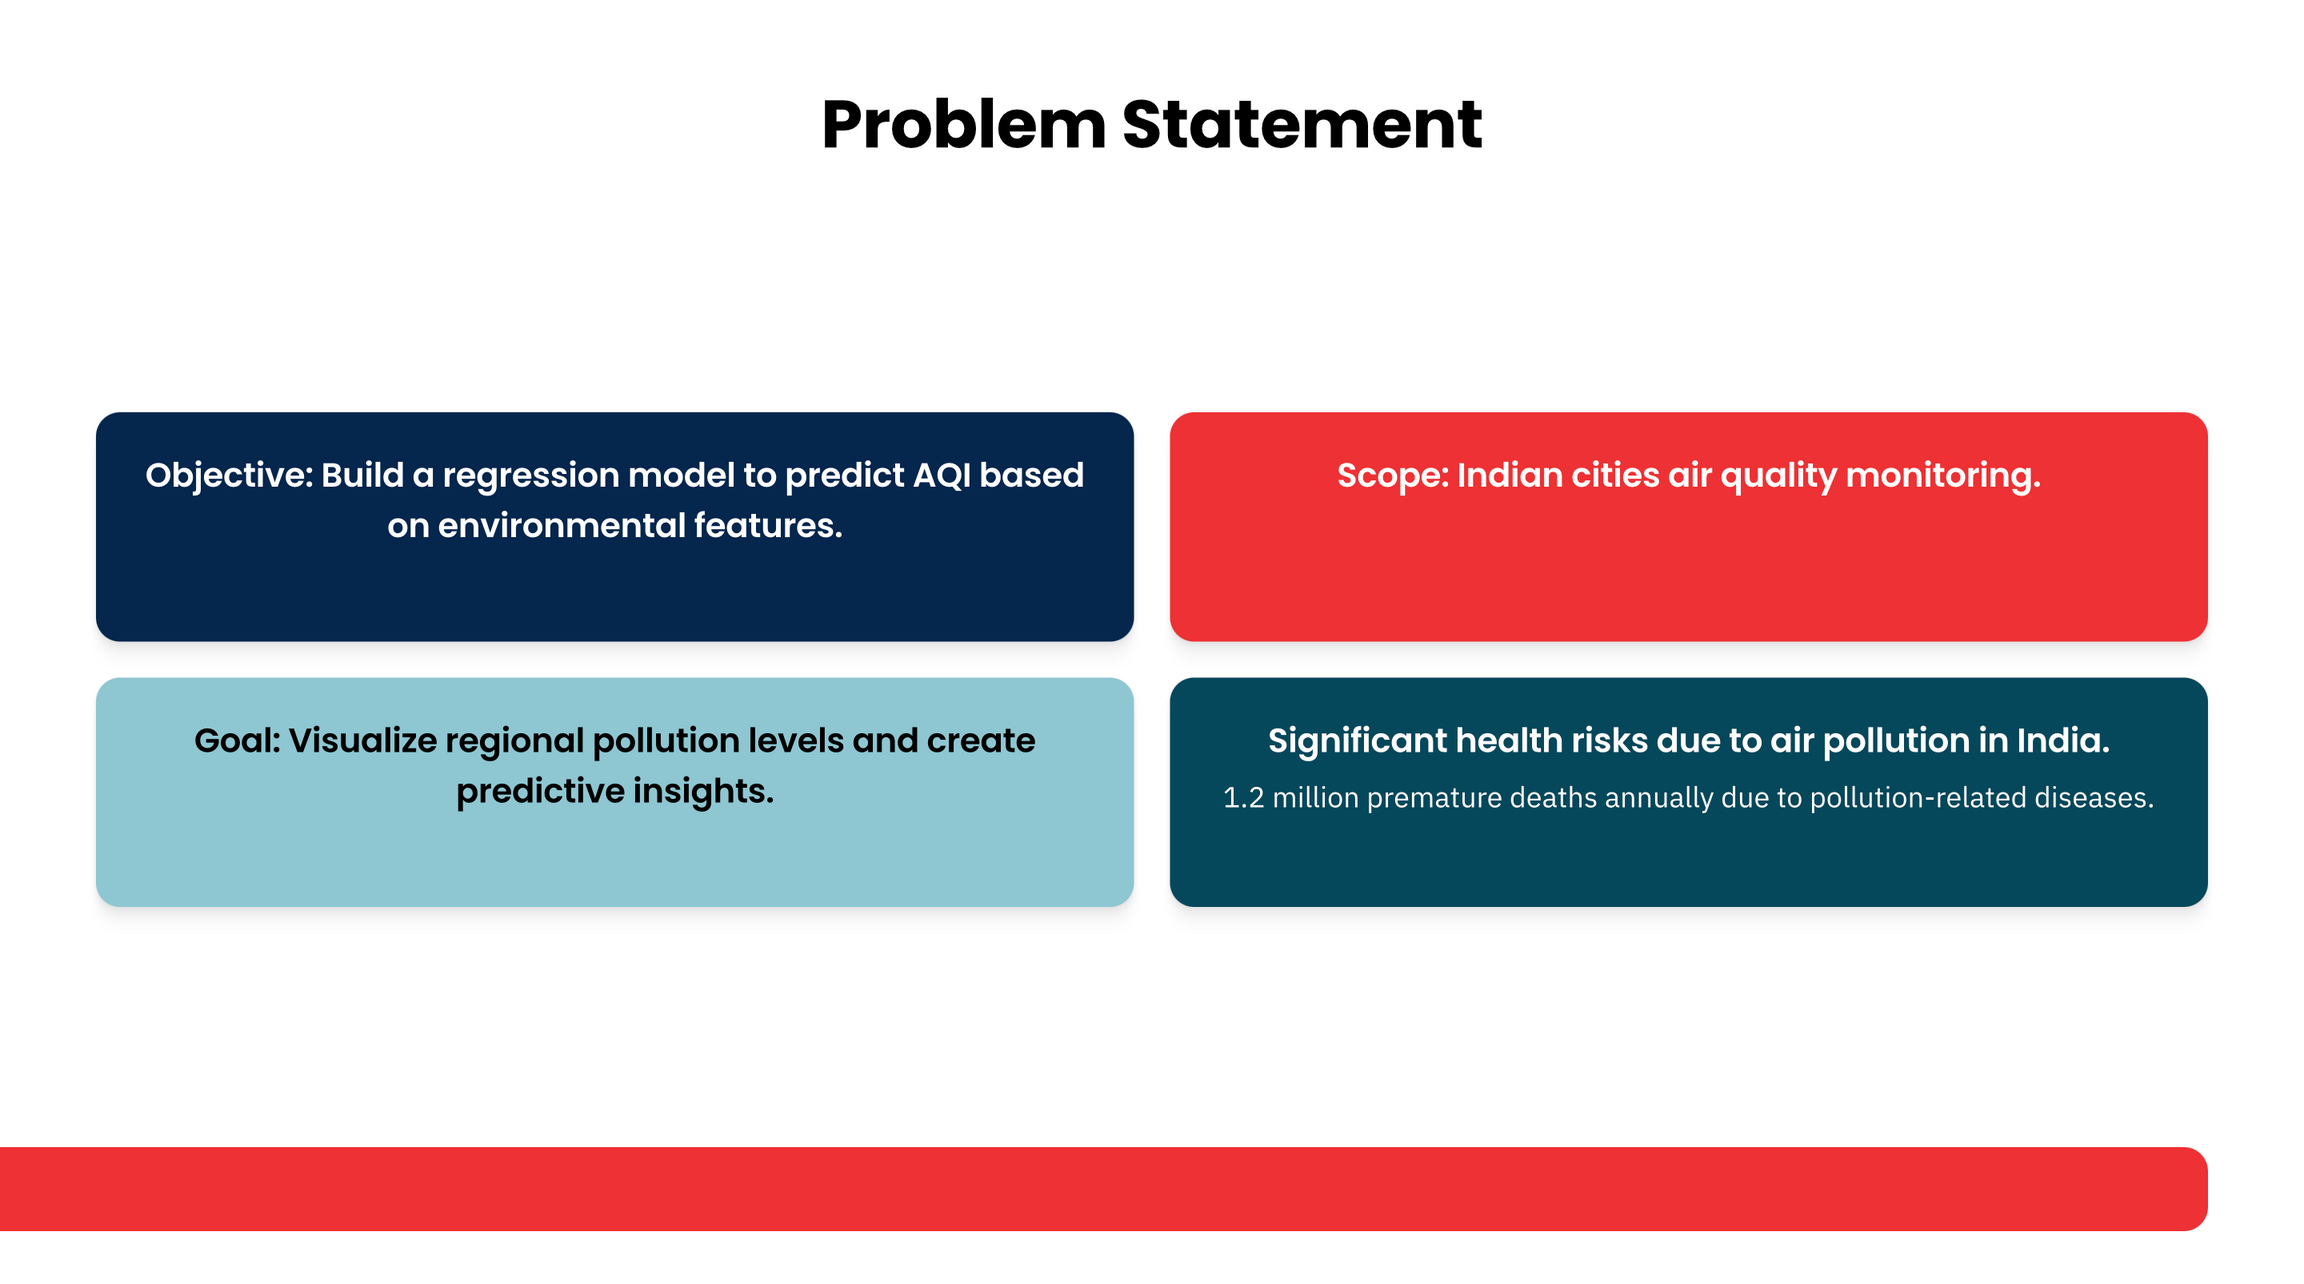 Problem Statement
Objective: Build a regression model to predict AQI based
on environmental features.
Scope: Indian cities air quality monitoring.
Goal: Visualize regional pollution levels and create
predictive insights.
Significant health risks due to air pollution in India.
1.2 million premature deaths annually due to pollution-related diseases.